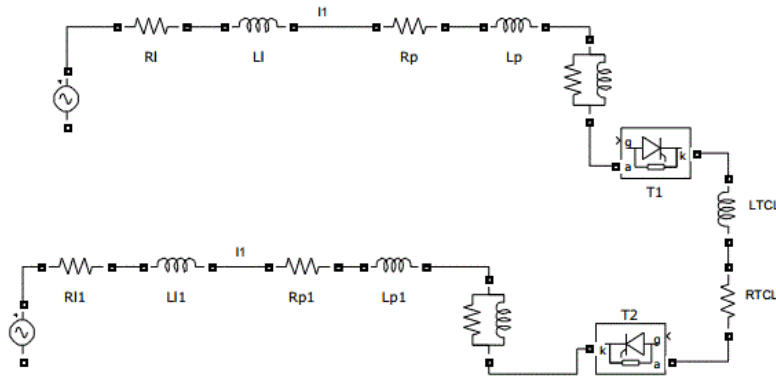 I1
Rl Ll Rp Lp
g
a k
T1
LTCL
I1
Rl1 Ll1 Rp1 Lp1
RTCL
T2
k g
a